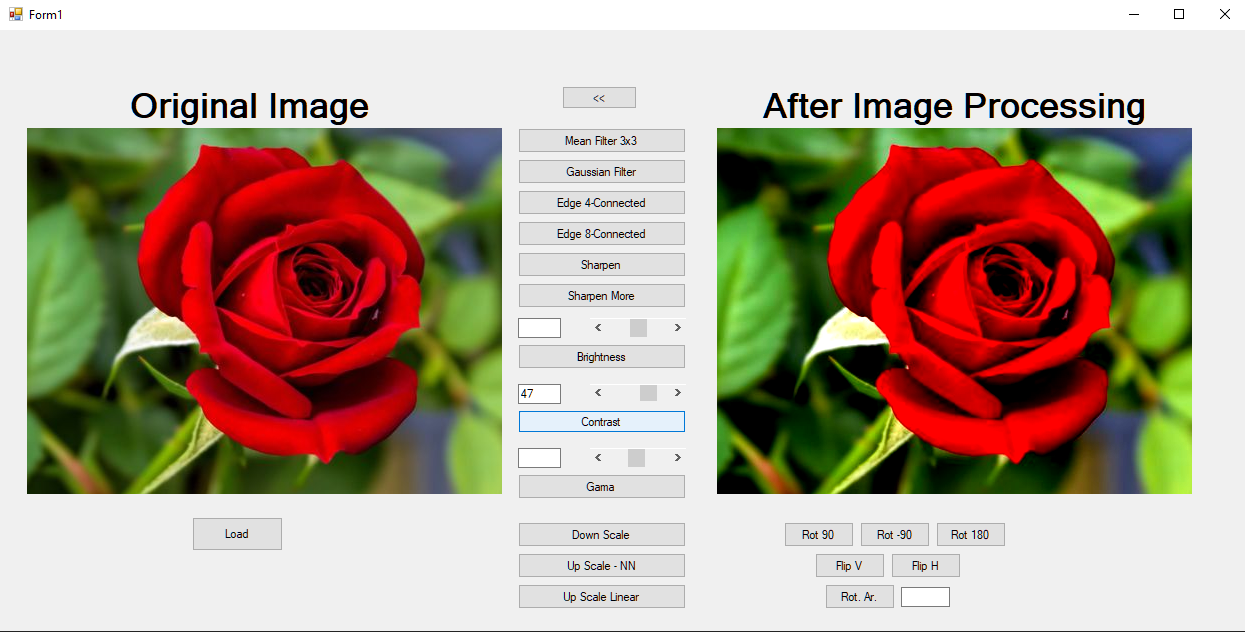 Form1
Original Image
<<
After Image Processing
Mean Filter 3x3
Gaussian Filter
Edge 4-Connected
Edge 8-Connected
Sharpen
Sharpen More
Brightness
47
Contrast
Gama
Load
Down Scale
Up Scale - NN
Up Scale Linear
Rot 90 Rot -90 Rot 180
Flip V Flip H
Rot. Ar.